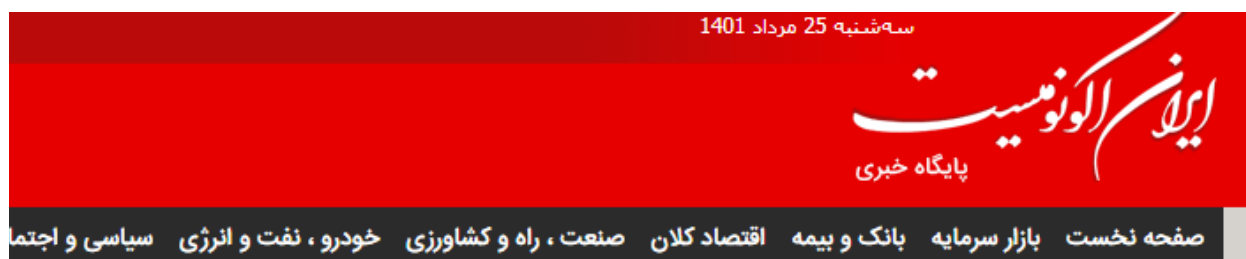 سه‌شنبه 25 مرداد 1401
ایران اکونومیست
پایگاه خبری
صفحه نخست بازار سرمایه بانک و بیمه اقتصاد کلان صنعت ، راه و کشاورزی خودرو ، نفت و انرژی سیاسی و اجتما